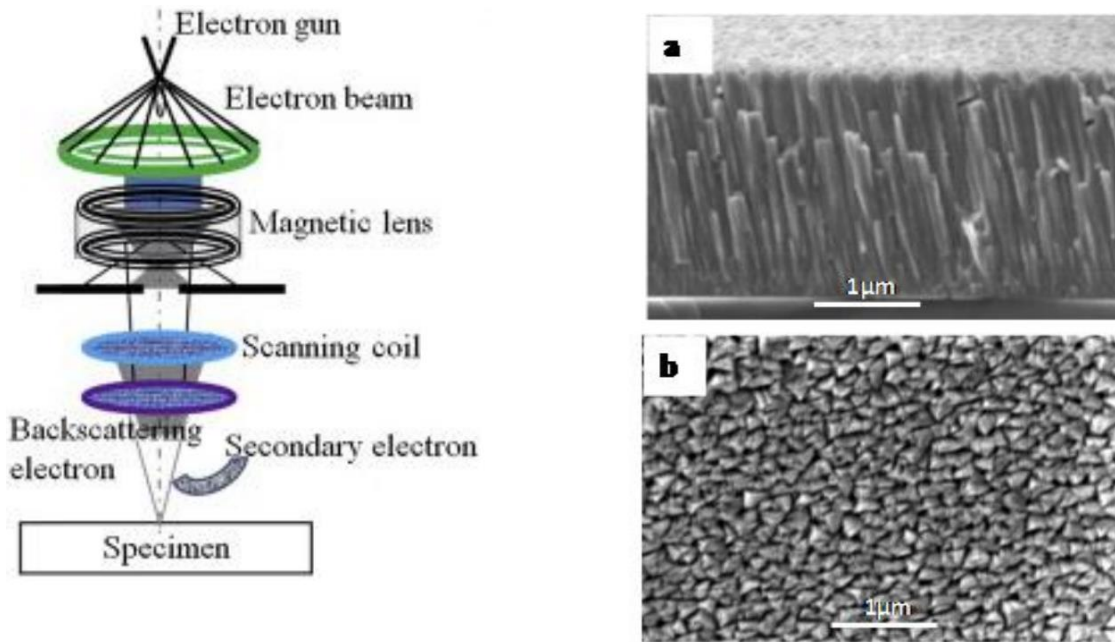 Electron gun
Electron beam
Magnetic lens
Scanning coil
Backscattering
electron
Secondary electron
Specimen
a
1μm
b
1μm